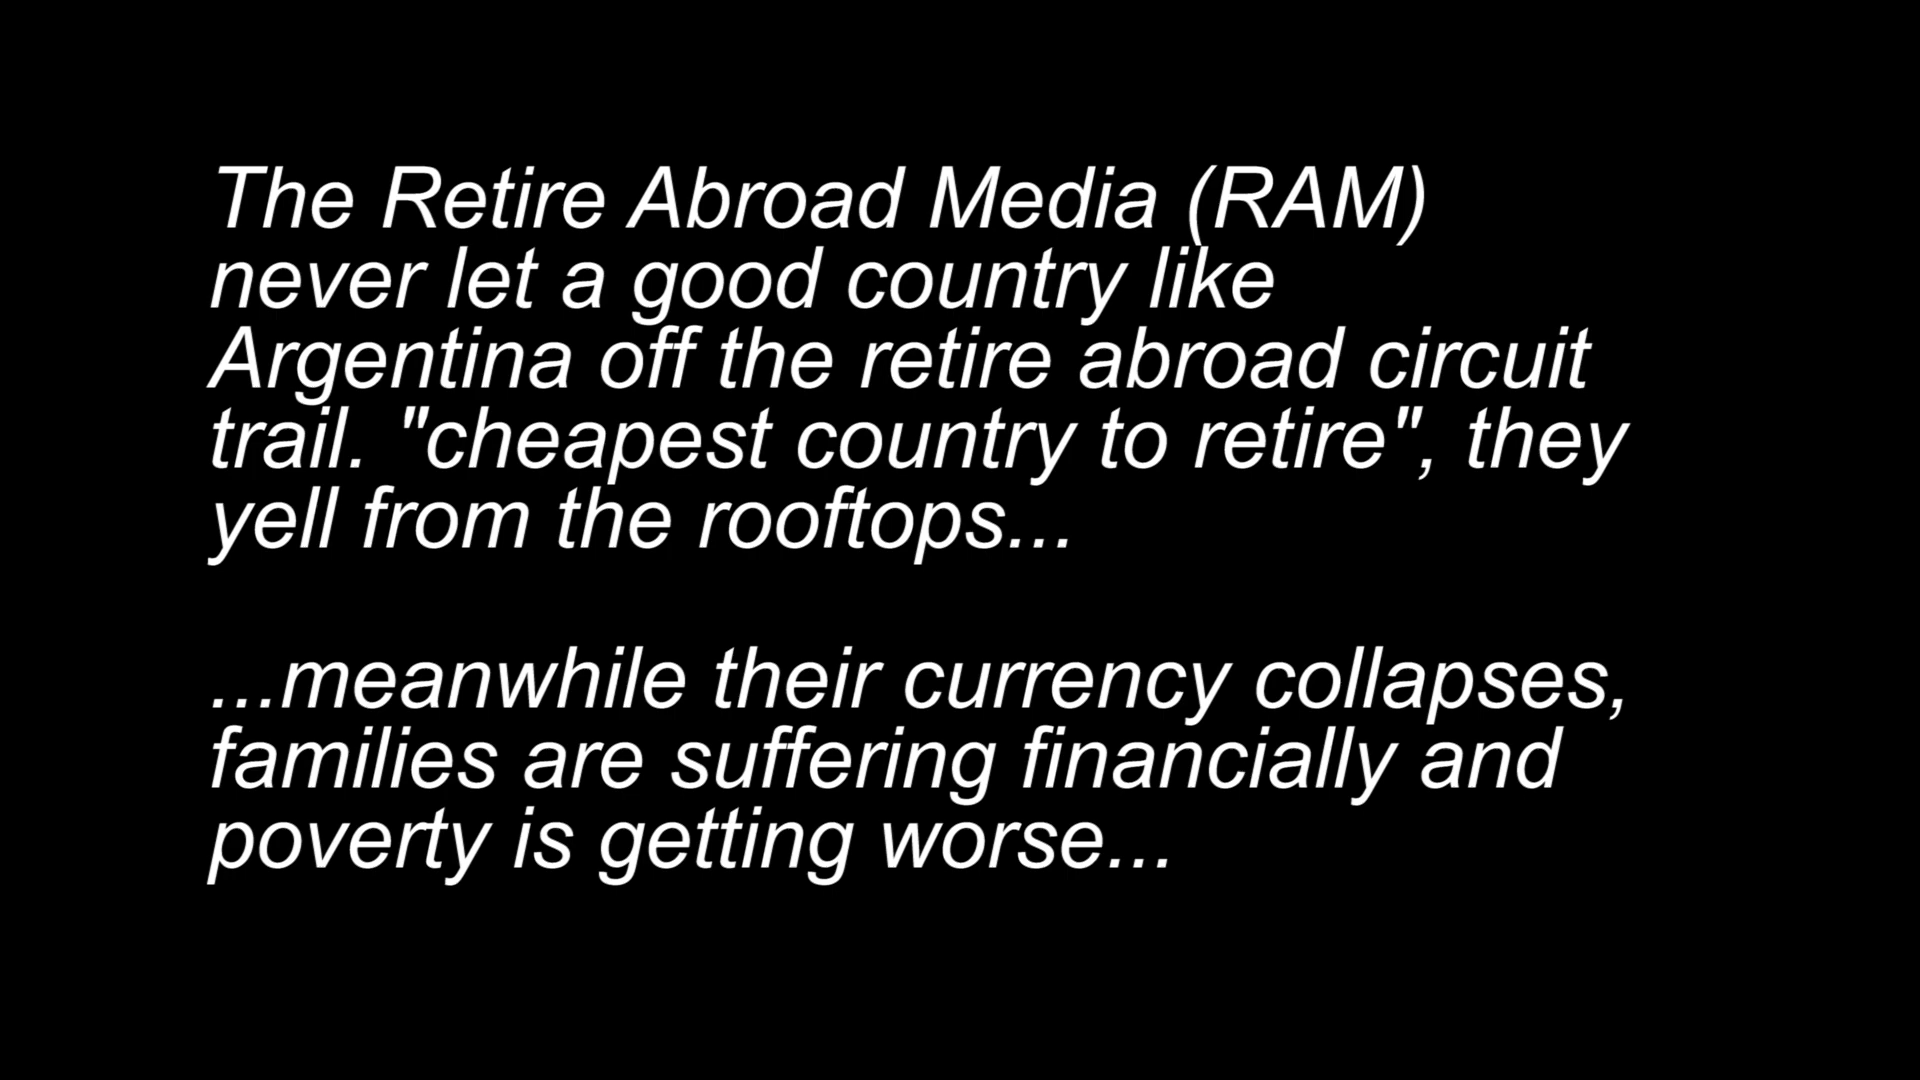 The Retire Abroad Media (RAM)
never let a good country like
Argentina off the retire abroad circuit
trail. "cheapest country to retire", they
yell from the rooftops...
...meanwhile their currency collapses,
families are suffering financially and
poverty is getting worse...